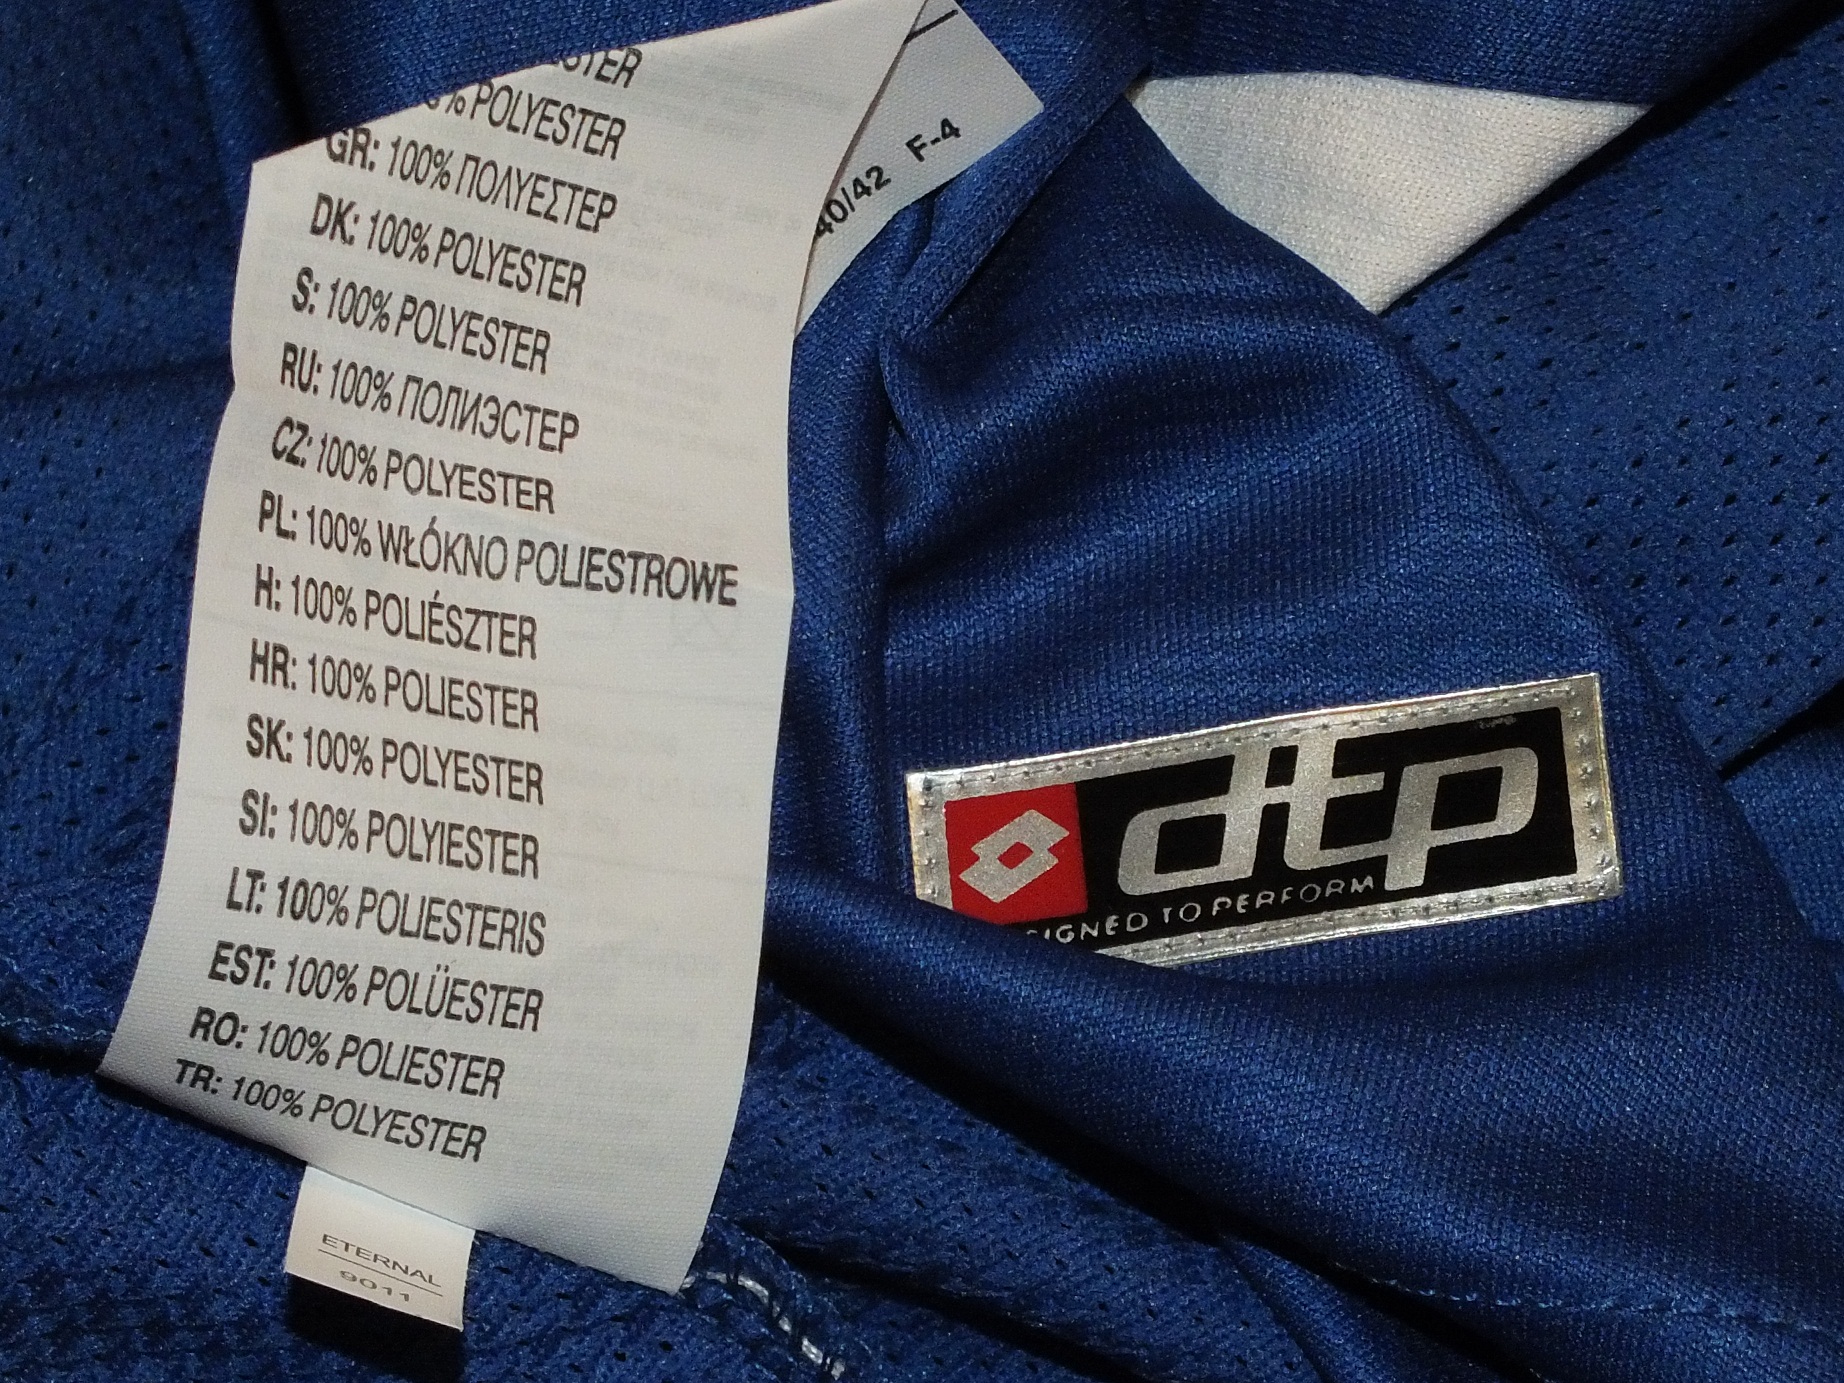 POLYESTER
GR: 100% ΠΟΛΥΕΣΤΕΡ
DK: 100% POLYESTER
S: 100% POLYESTER
RU: 100% ПОЛИЭСТЕР
CZ: 100% POLYESTER
PL: 100% WŁÓKNO POLIESTROWE
H: 100% POLIÉSZTER
HR: 100% POLIESTER
SK: 100% POLYESTER
SI: 100% POLYIESTER
LT: 100% POLIESTERIS
EST: 100% POLÜESTER
RO: 100% POLIESTER
TR: 100% POLYESTER
ETERNAL
9011
40/42 F-4
dtp
SIGNED TO PERFORM